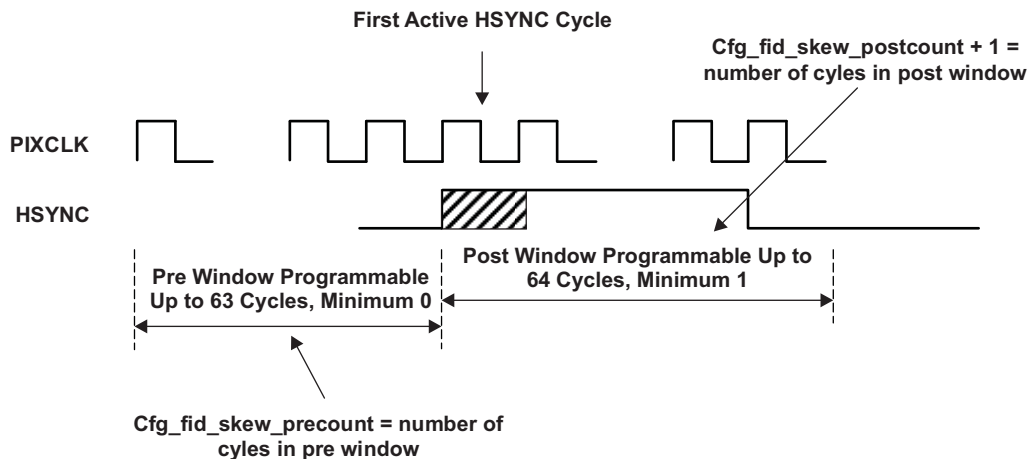 First Active HSYNC Cycle
Cfg_fid_skew_postcount + 1 =
number of cyles in post window
PIXCLK
HSYNC
Pre Window Programmable
Up to 63 Cycles, Minimum 0
Post Window Programmable Up to
64 Cycles, Minimum 1
Cfg_fid_skew_precount = number of
cyles in pre window